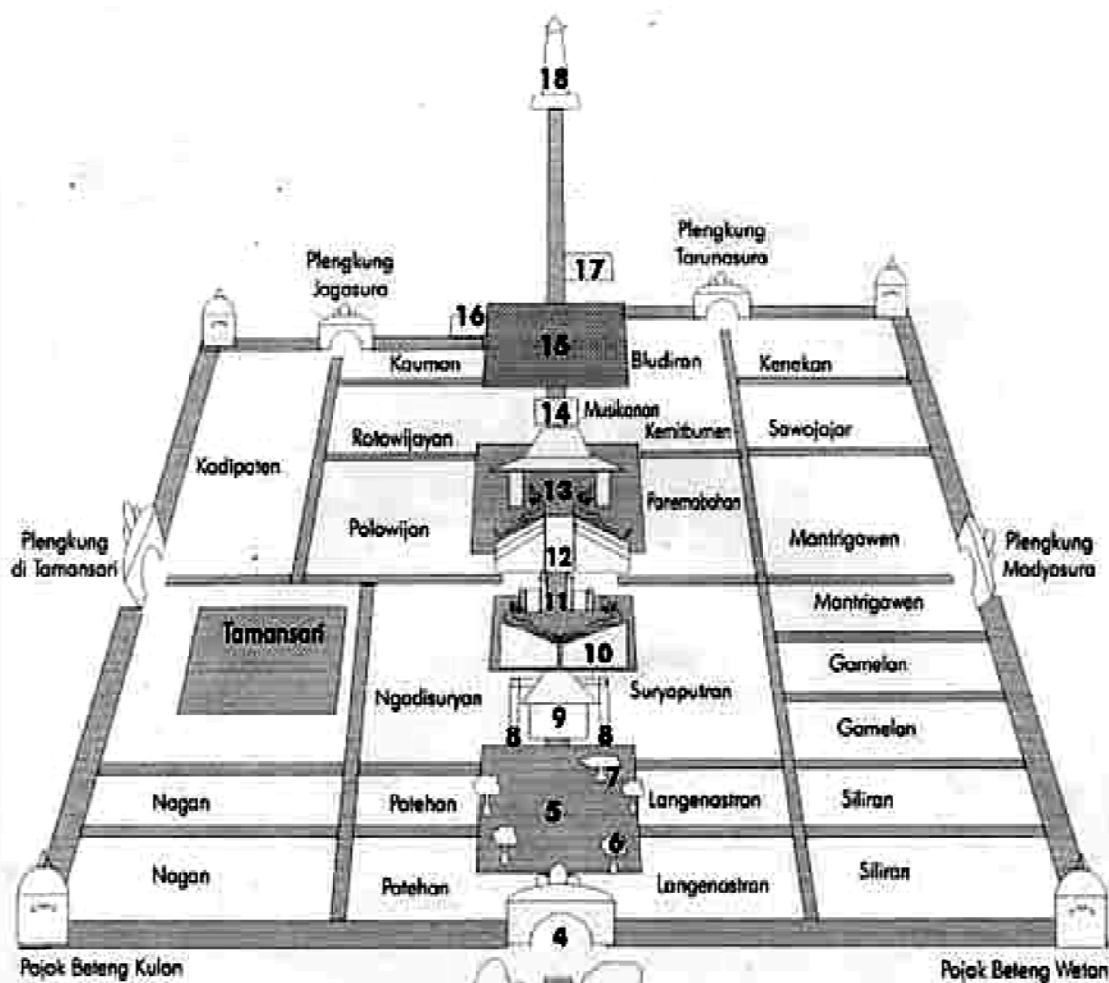 18
Plengkung
Tarunasura
Plengkung
Jagasura
17
16
15
Kauman
Bludiran
Kenekan
14
Musikanan
Rotowijayan
Kemitbumen
Sawojajar
Kadipaten
13
Panembahan
Polowijan
Plengkung
di Tamansari
12
Mantrigawen
Plengkung
Madyasura
11
Mantrigawen
Tamansari
10
Gamelan
Ngadisuryan
Suryaputran
9
8
8
Gamelan
7
Nagan
Patehan
5
Langenastran
Siliran
6
Nagan
Patehan
Langenastran
Siliran
4
Pojok Beteng Kulon
Pojok Beteng Wetan